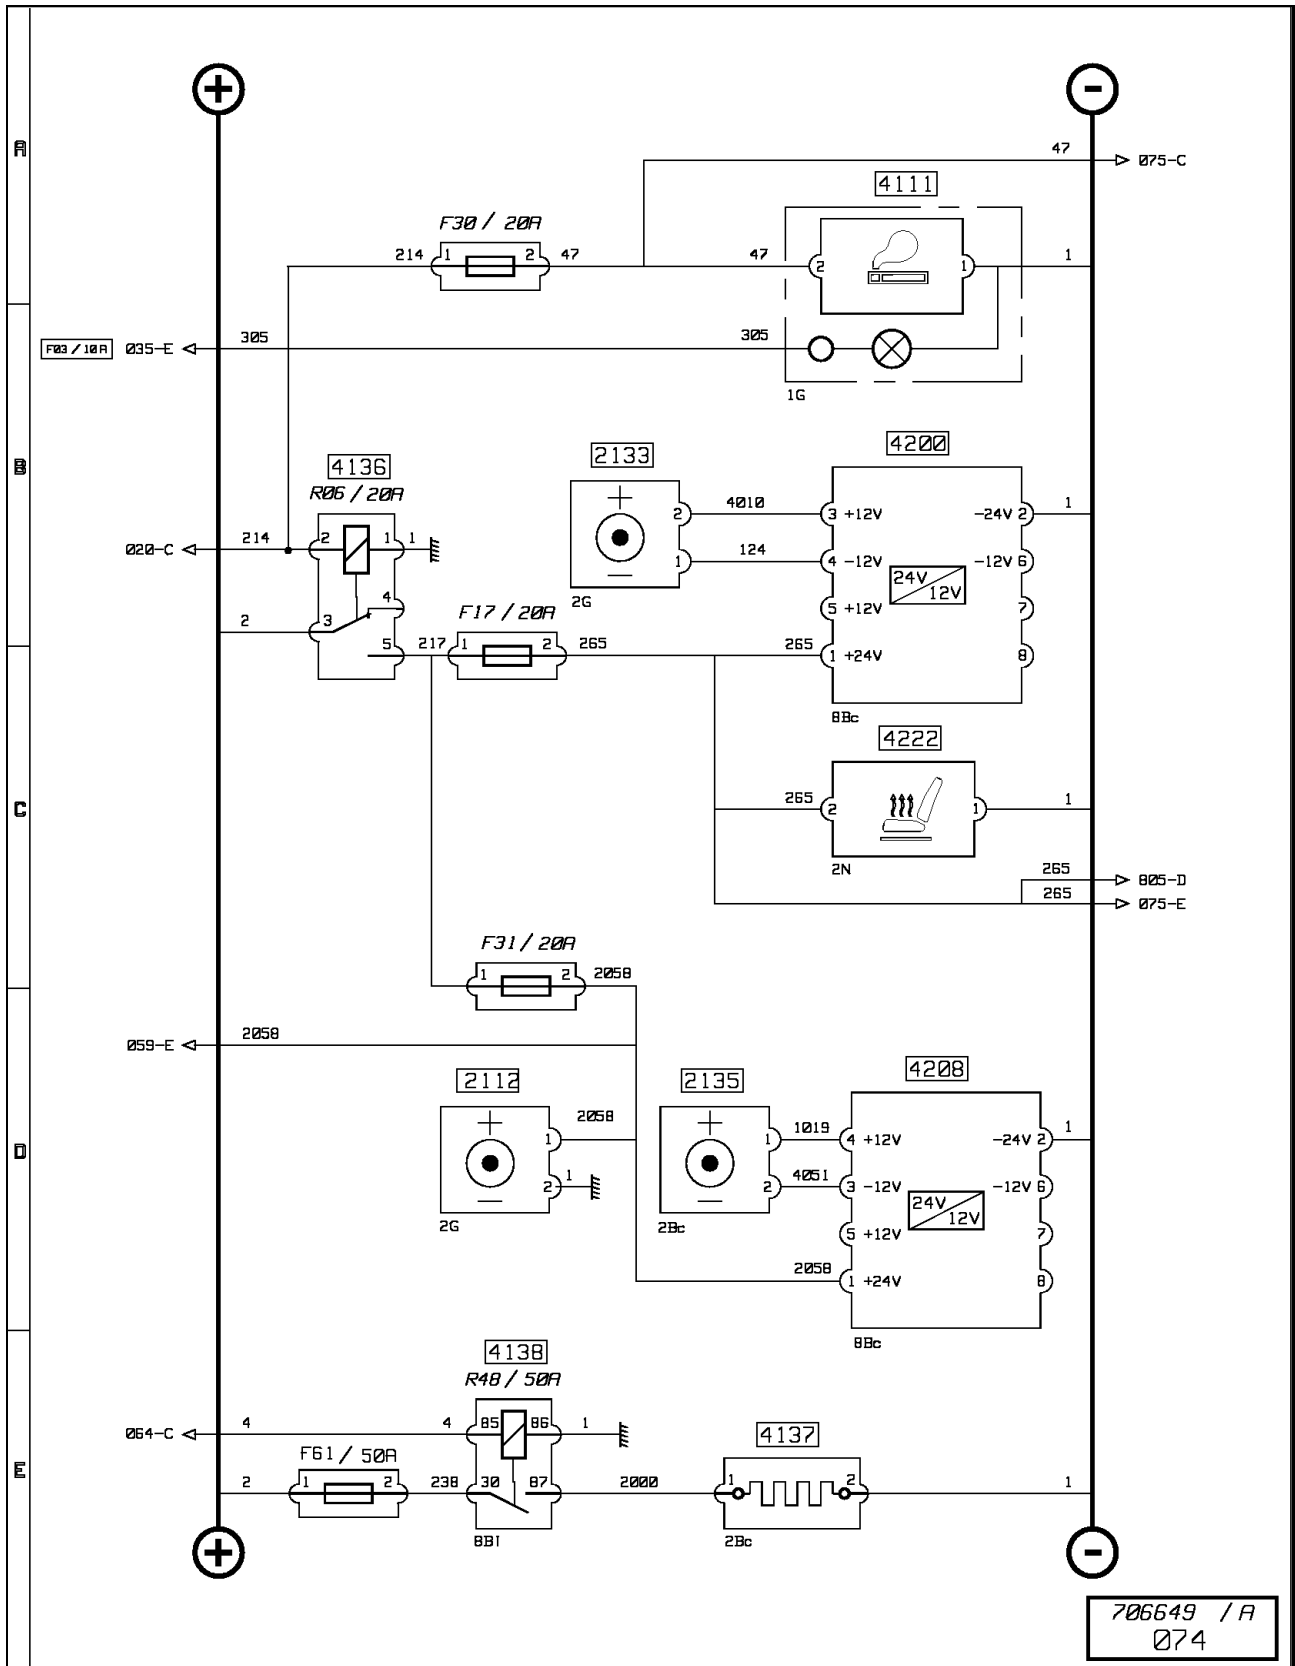 + -
A
47
075-C
4111
F30 / 20A
214 1 2 47 47 2 1 1
F03 / 10A 035-E 305 305
1G
B
4136
R06 / 20A
2133
4200
2 4010 3 +12V -24V 2 1
020-C 214 2 1 1
1 124 4 -12V -12V 6
24V
12V
2G
4
5 +12V 7
2 3
F17 / 20A
5 217 1 2 265 265 1 +24V 8
8Bc
4222
C
265 2 1 1
2N
265 805-D
265 075-E
F31 / 20A
1 2 2058
059-E 2058
4208
2112
2135
D
2058
1 1 1019 4 +12V -24V 2 1
2 1 2 4051 3 -12V -12V 6
24V
12V
2G 2Bc
5 +12V 7
2058 1 +24V 8
8Bc
4138
R48 / 50A
064-C 4 4 85 86 1
4137
E
F61 / 50A
2 1 2 238 30 87 2000 1 2 1
8B1
2Bc
+ -
706649 / A
074